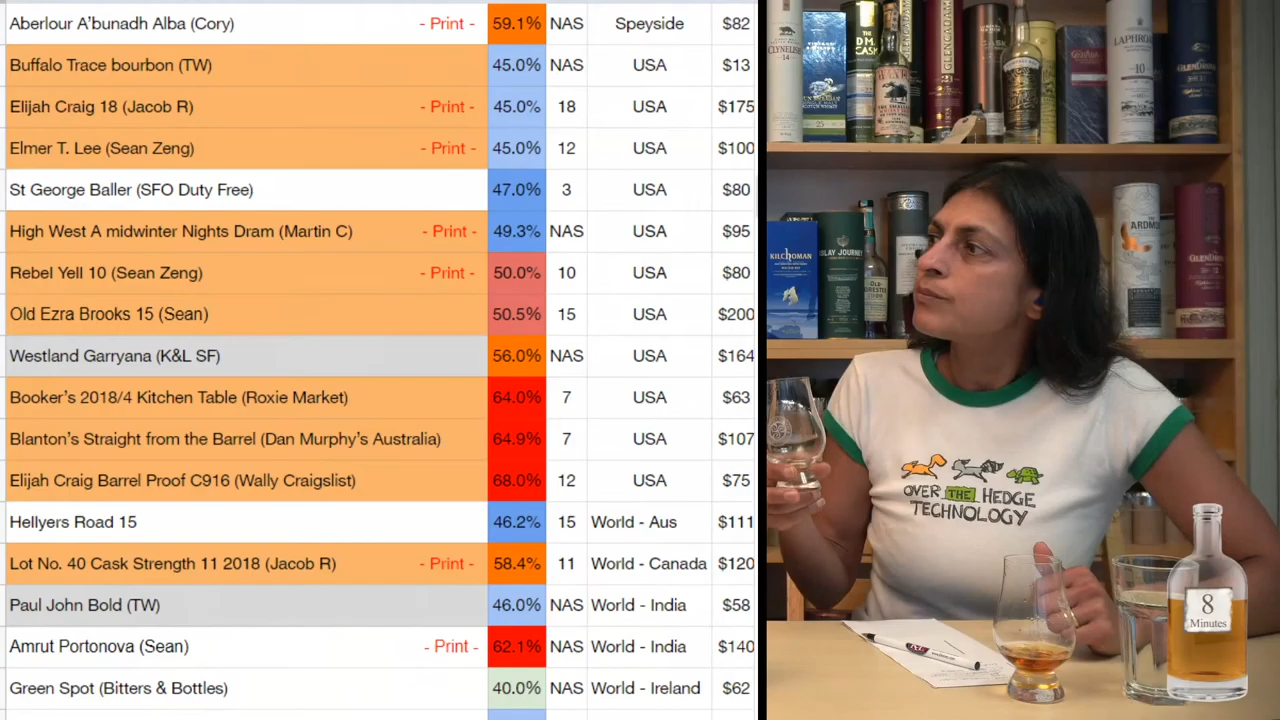 Aberlour A'bunadh Alba (Cory) - Print - 59.1% NAS Speyside $82
Buffalo Trace bourbon (TW) 45.0% NAS USA $13
Elijah Craig 18 (Jacob R) - Print - 45.0% 18 USA $175
Elmer T. Lee (Sean Zeng) - Print - 45.0% 12 USA $100
St George Baller (SFO Duty Free) 47.0% 3 USA $80
High West A midwinter Nights Dram (Martin C) - Print - 49.3% NAS USA $95
Rebel Yell 10 (Sean Zeng) - Print - 50.0% 10 USA $80
Old Ezra Brooks 15 (Sean) 50.5% 15 USA $200
Westland Garryana (K&L SF) 56.0% NAS USA $164
Booker's 2018/4 Kitchen Table (Roxie Market) 64.0% 7 USA $63
Blanton's Straight from the Barrel (Dan Murphy's Australia) 64.9% 7 USA $107
Elijah Craig Barrel Proof C916 (Wally Craigslist) 68.0% 12 USA $75
Hellyers Road 15 46.2% 15 World - Aus $111
Lot No. 40 Cask Strength 11 2018 (Jacob R) - Print - 58.4% 11 World - Canada $120
Paul John Bold (TW) 46.0% NAS World - India $58
Amrut Portonova (Sean) - Print - 62.1% NAS World - India $140
Green Spot (Bitters & Bottles) 40.0% NAS World - Ireland $62
CLYNELISH
14
25
GLENCADAM
LAPHROAIG
10
KILCHOMAN
ISLAY JOURNEY
OLD
FORESTER
ARDMORE
GLENDRONACH
OVER THE HEDGE
TECHNOLOGY
8
Minutes